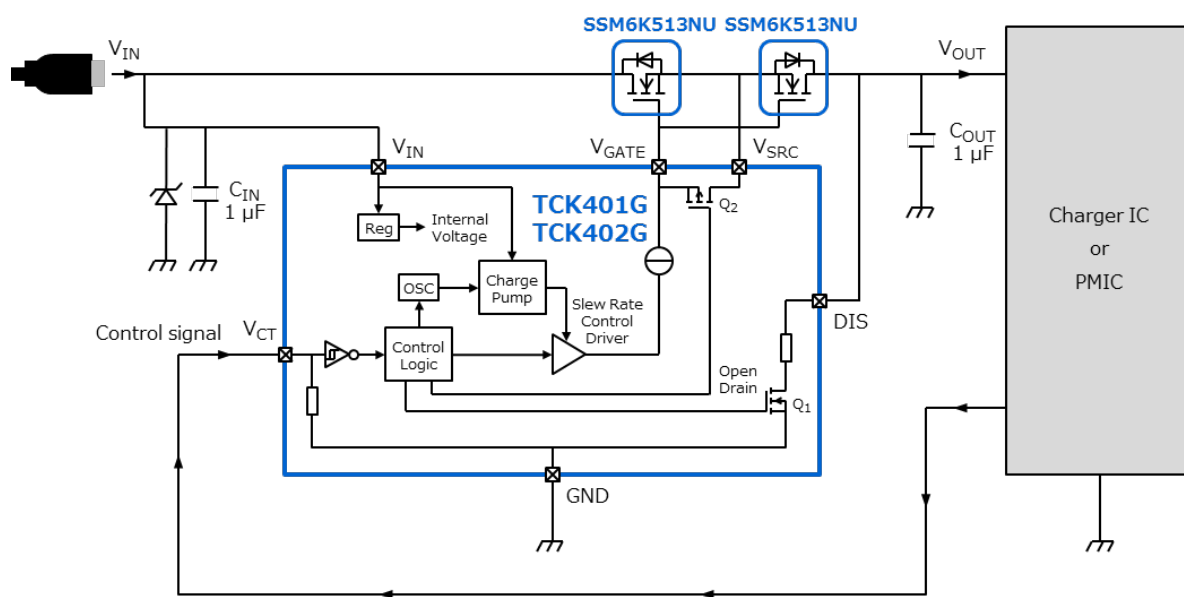 SSM6K513NU
SSM6K513NU
VIN
VOUT
VIN
VGATE
VSRC
CIN
1 µF
COUT
1 µF
TCK401G
TCK402G
Q2
Reg
Internal
Voltage
Charger IC
or
PMIC
OSC
Charge
Pump
Slew Rate
Control
Driver
DIS
Control signal
VCT
Control
Logic
Open
Drain
Q1
GND